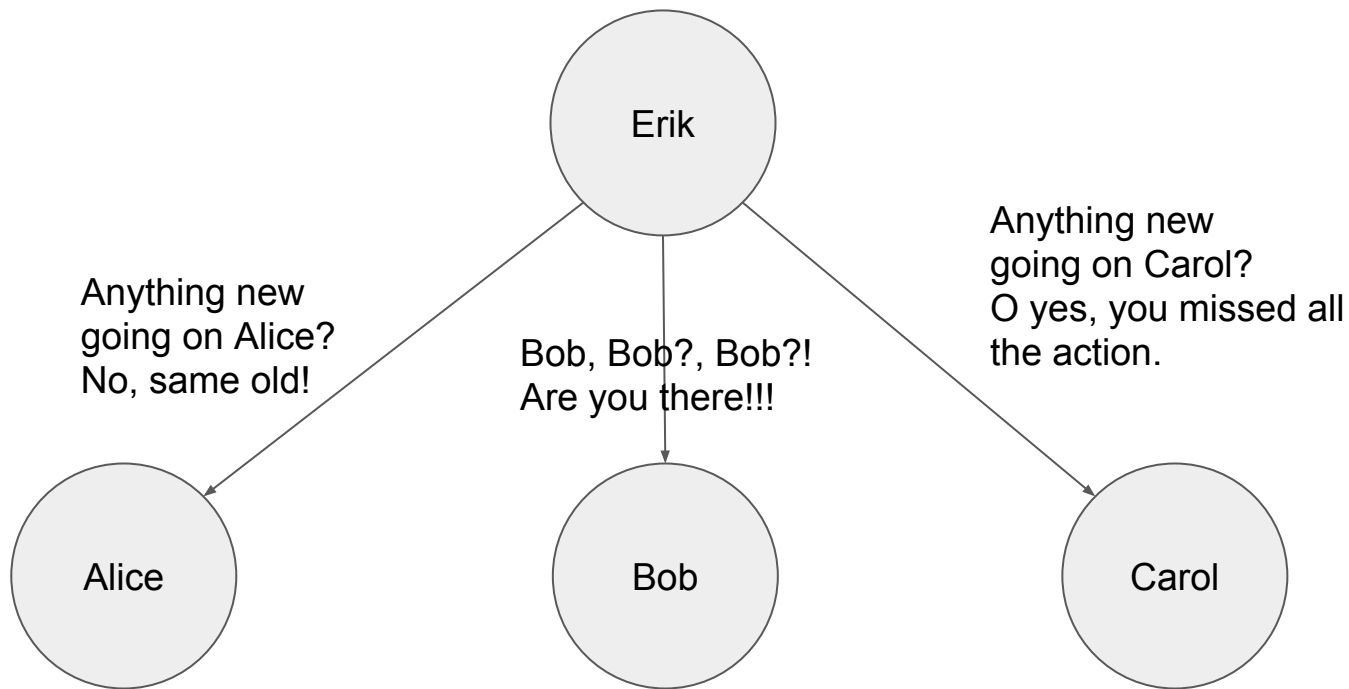 Erik
Anything new
going on Alice?
No, same old!
Bob, Bob?, Bob?!
Are you there!!!
Anything new
going on Carol?
O yes, you missed all
the action.
Alice
Bob
Carol